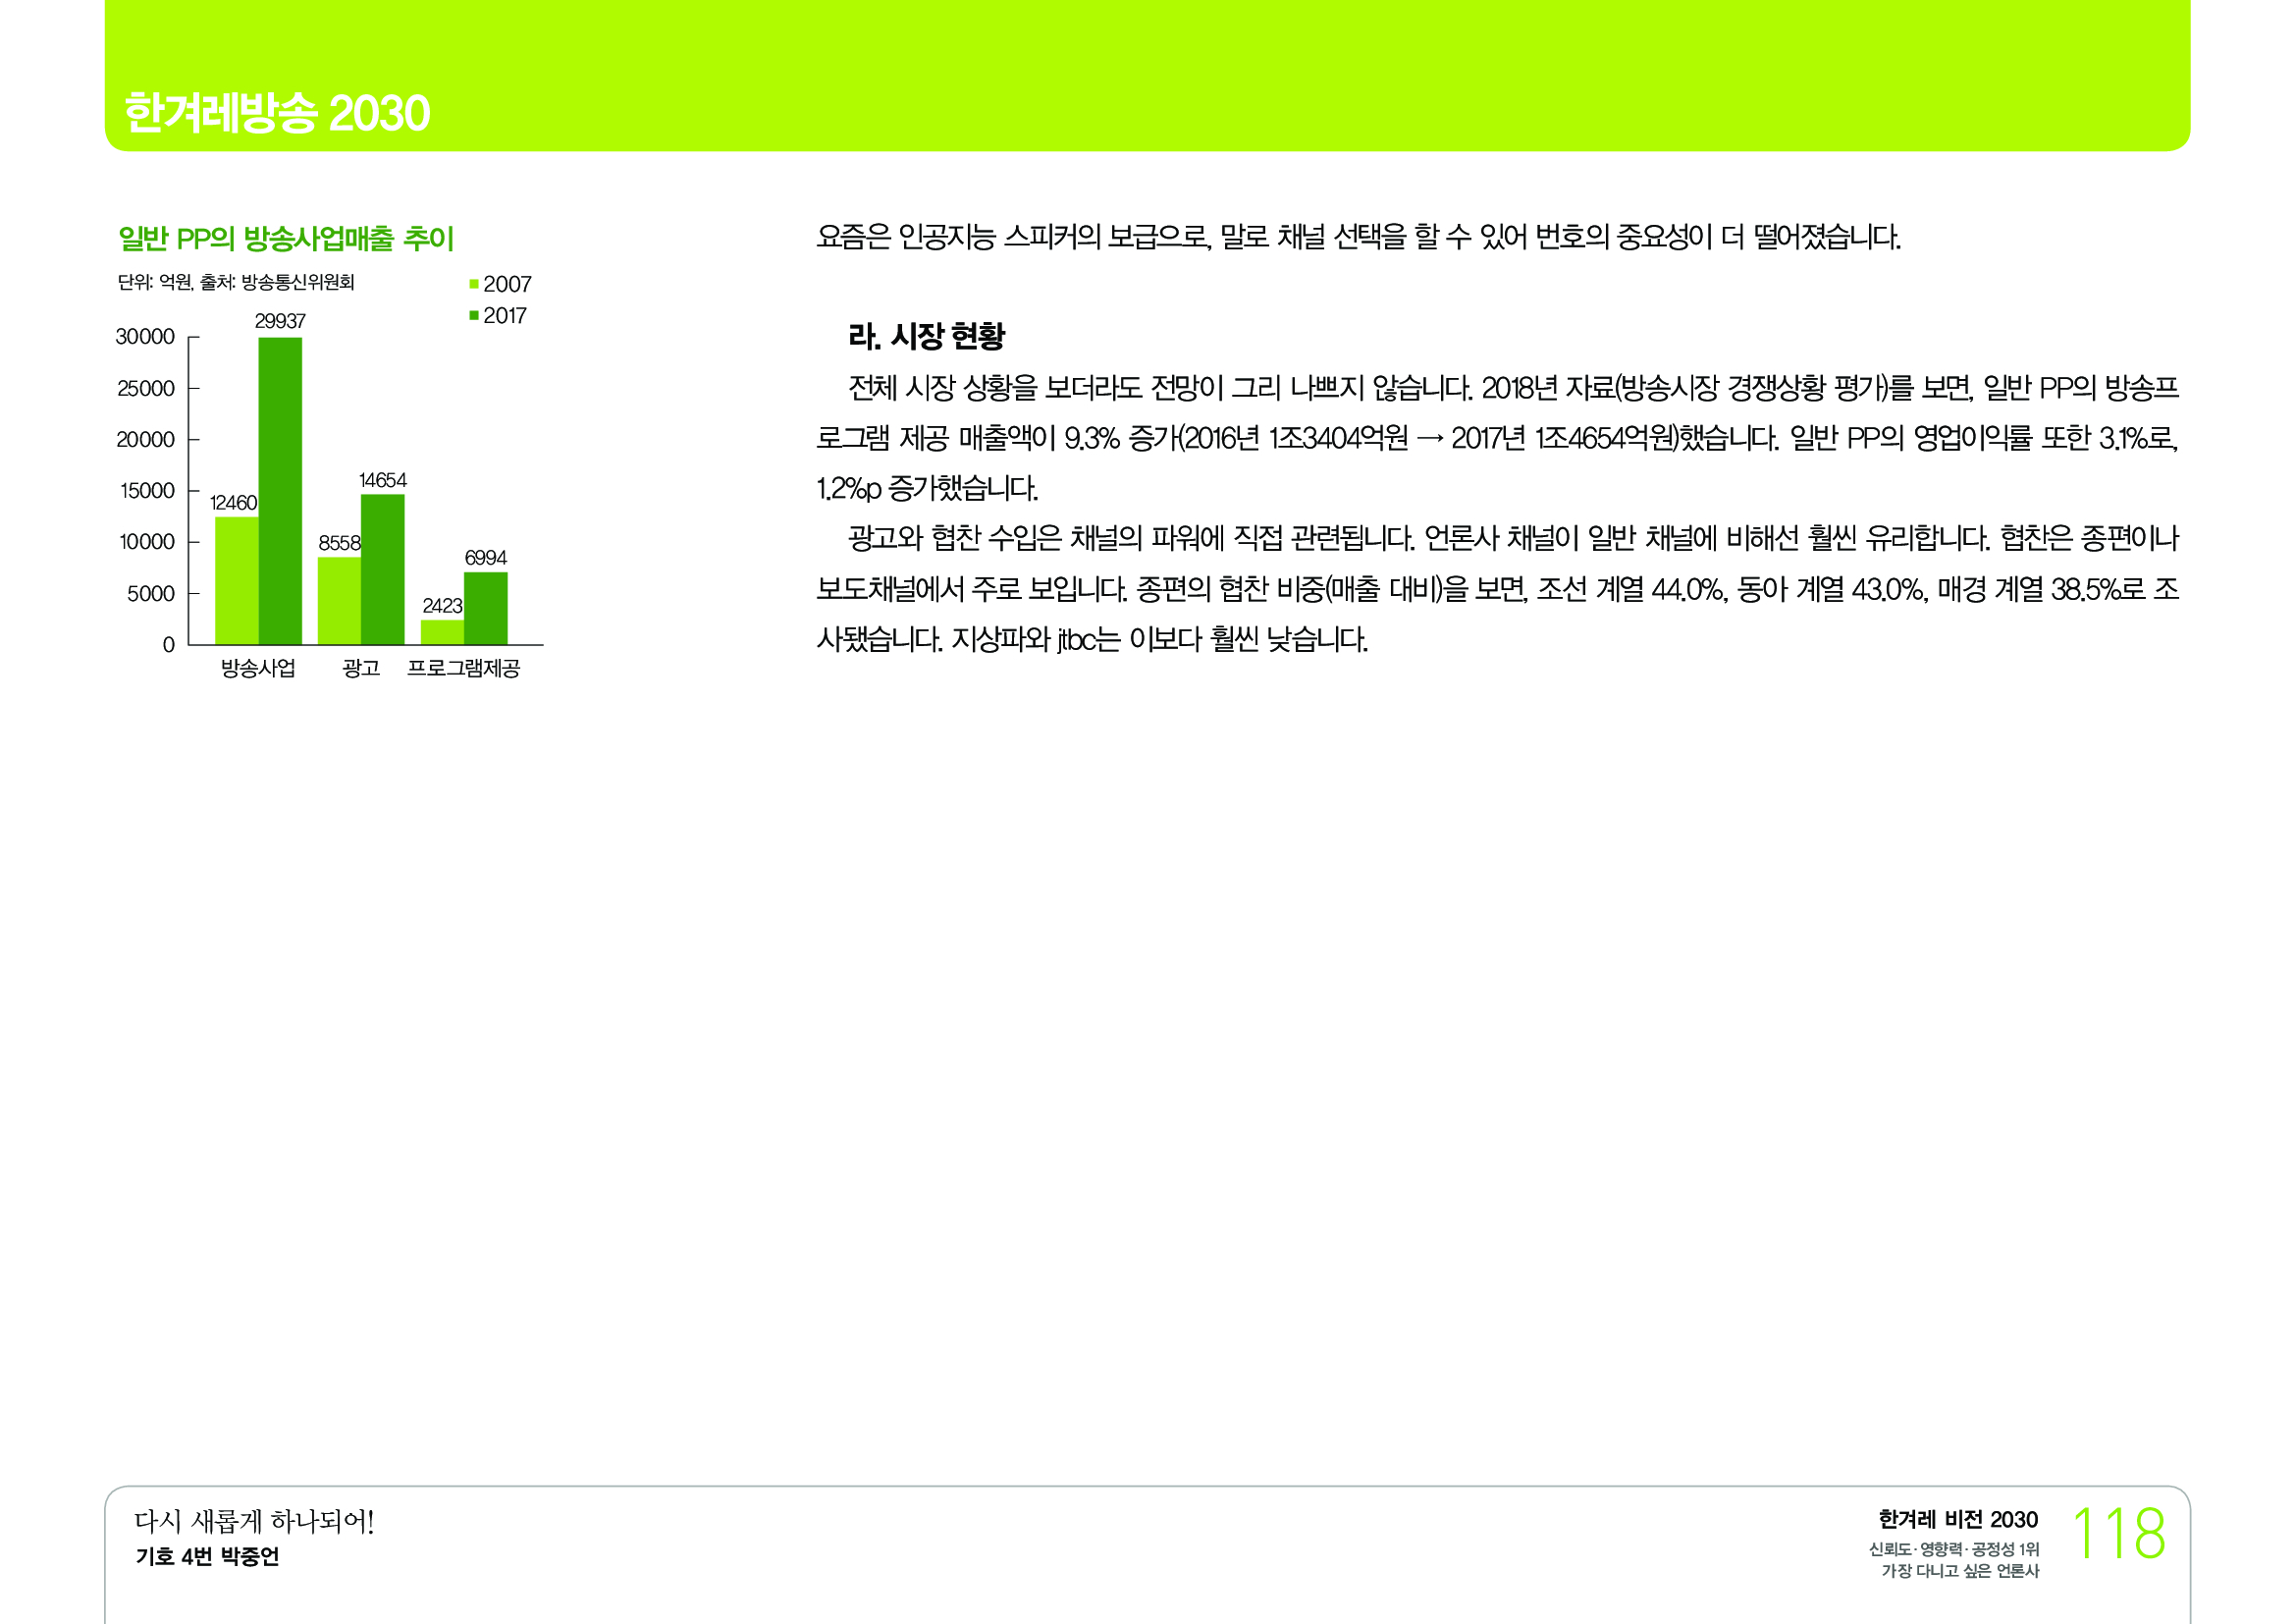 한겨레방송 2030
일반 PP의 방송사업매출 추이
단위: 억원, 출처: 방송통신위원회
2007
2017
30000
25000
20000
15000
10000
5000
0
29937
12460
14654
8558
6994
2423
방송사업
광고
프로그램제공
요즘은 인공지능 스피커의 보급으로, 말로 채널 선택을 할 수 있어 번호의 중요성이 더 떨어졌습니다.
라. 시장 현황
전체 시장 상황을 보더라도 전망이 그리 나쁘지 않습니다. 2018년 자료(방송시장 경쟁상황 평가)를 보면, 일반 PP의 방송프
로그램 제공 매출액이 9.3% 증가(2016년 1조3404억원 → 2017년 1조4654억원)했습니다. 일반 PP의 영업이익률 또한 3.1%로,
1.2%p 증가했습니다.
광고와 협찬 수입은 채널의 파워에 직접 관련됩니다. 언론사 채널이 일반 채널에 비해선 훨씬 유리합니다. 협찬은 종편이나
보도채널에서 주로 보입니다. 종편의 협찬 비중(매출 대비)을 보면, 조선 계열 44.0%, 동아 계열 43.0%, 매경 계열 38.5%로 조
사됐습니다. 지상파와 jtbc는 이보다 훨씬 낮습니다.
다시 새롭게 하나되어!
기호 4번 박중언
한겨레 비전 2030
신뢰도·영향력·공정성 1위
가장 다니고 싶은 언론사
118